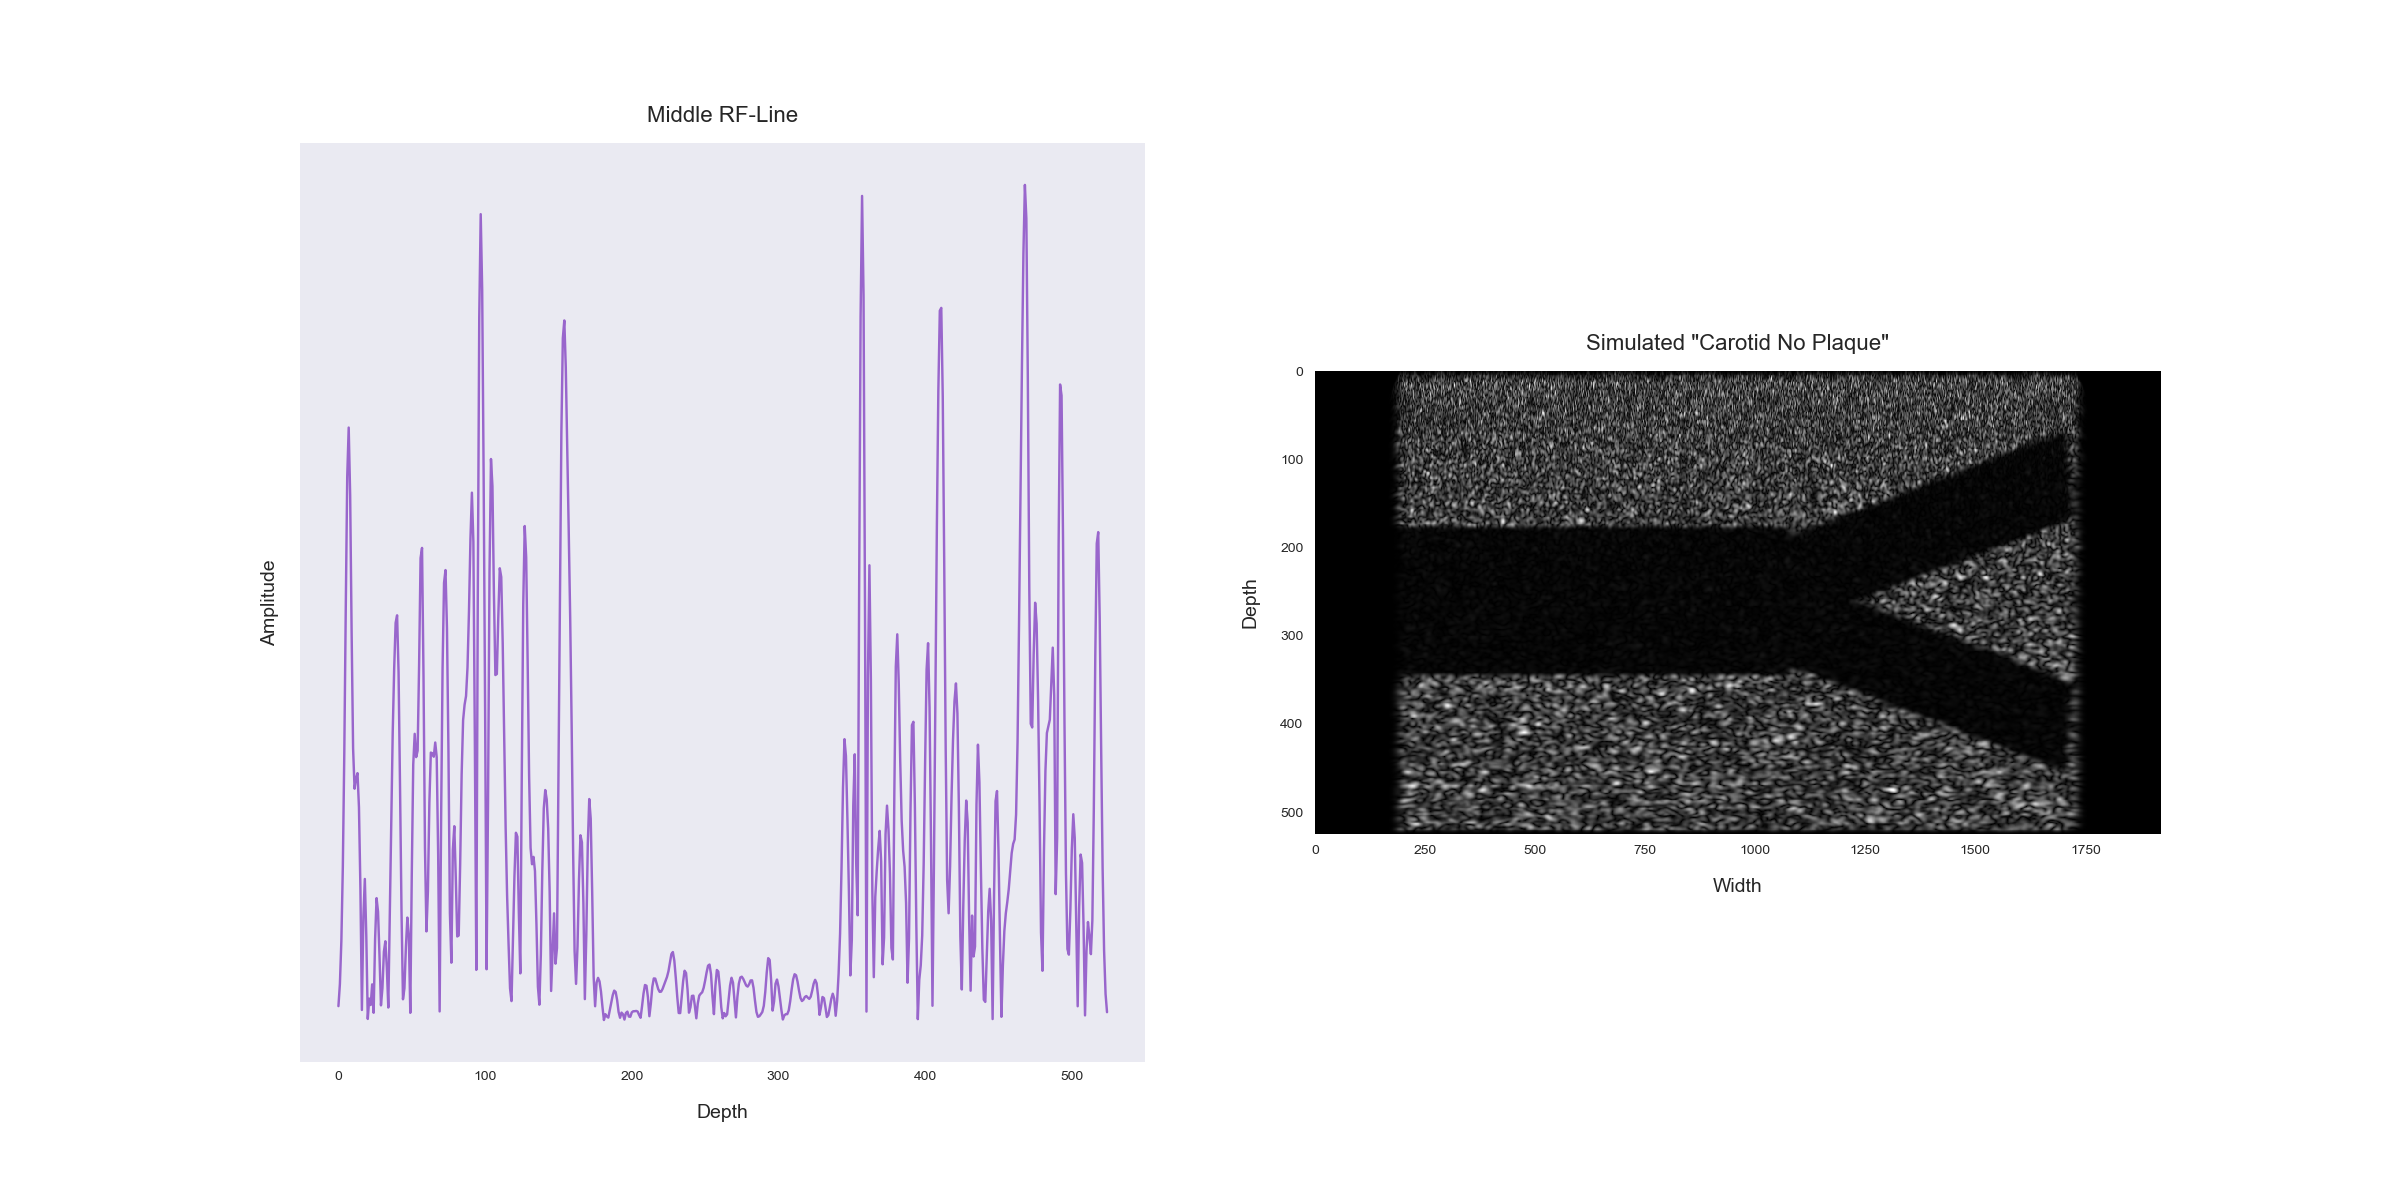 Middle RF-Line
Amplitude
0 100 200 300 400 500
Depth
Simulated "Carotid No Plaque"
0
100
200
300
400
500
Depth
0 250 500 750 1000 1250 1500 1750
Width